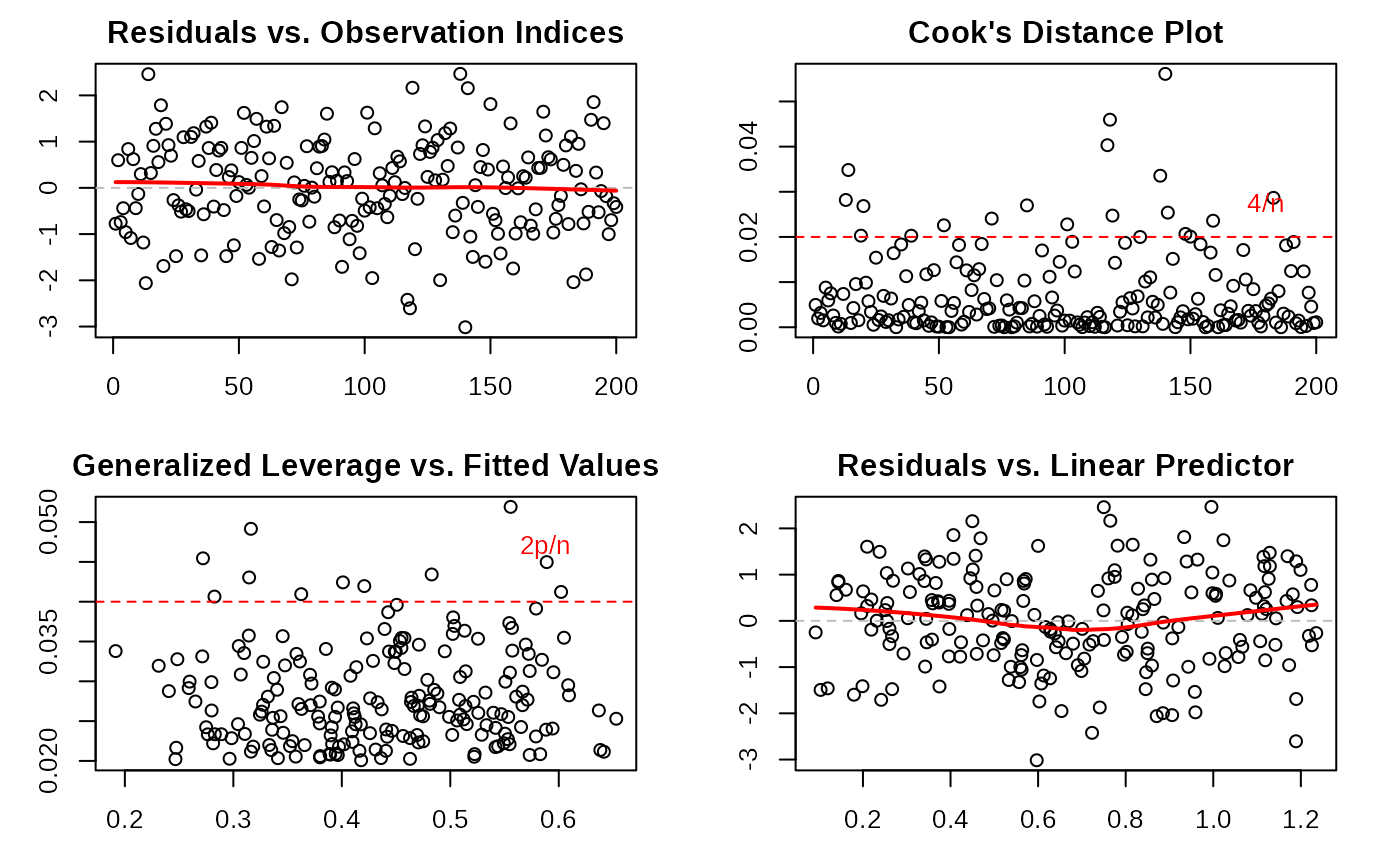 Residuals vs. Observation Indices
2
1
0
-1
-2
-3
0 50 100 150 200
Cook's Distance Plot
0.04
0.02
0.00
4/n
0 50 100 150 200
Generalized Leverage vs. Fitted Values
0.050
0.035
0.020
2p/n
0.2 0.3 0.4 0.5 0.6
Residuals vs. Linear Predictor
2
1
0
-1
-2
-3
0.2 0.4 0.6 0.8 1.0 1.2